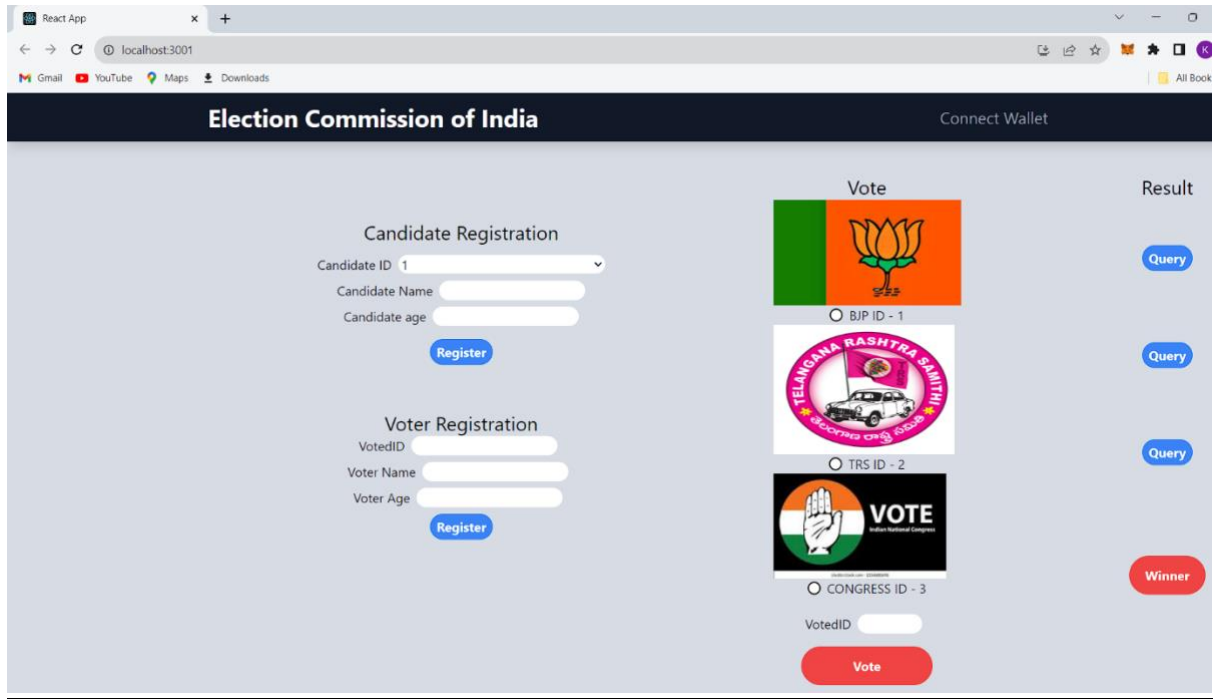 React App
localhost:3001
Gmail YouTube Maps Downloads
All Book
Election Commission of India
Connect Wallet
Candidate Registration
Candidate ID 1
Candidate Name
Candidate age
Register
Voter Registration
VotedID
Voter Name
Voter Age
Register
Vote
BJP ID - 1
TELANGANA RASHTRA SAMITHI
TRS
తెలంగాణ రాష్ట్ర సమితి
TRS ID - 2
VOTE
Indian National Congress
CONGRESS ID - 3
VotedID
Vote
Result
Query
Query
Query
Winner
K